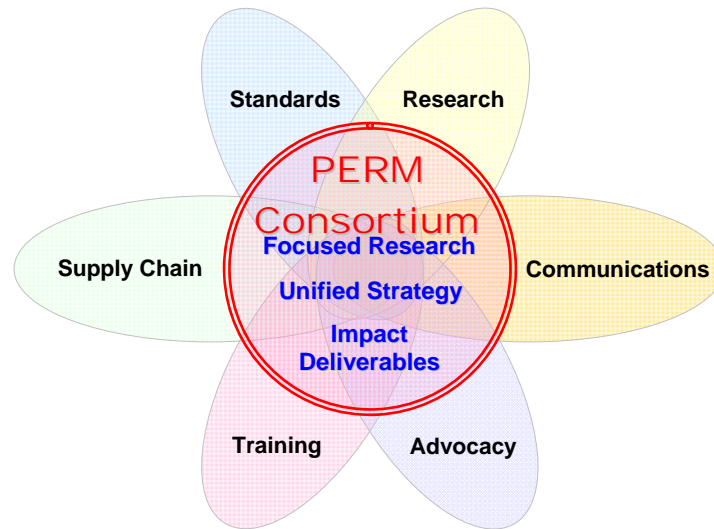 Standards
Research
PERM
Consortium
Focused Research
Supply Chain
Communications
Unified Strategy
Impact
Deliverables
Training
Advocacy